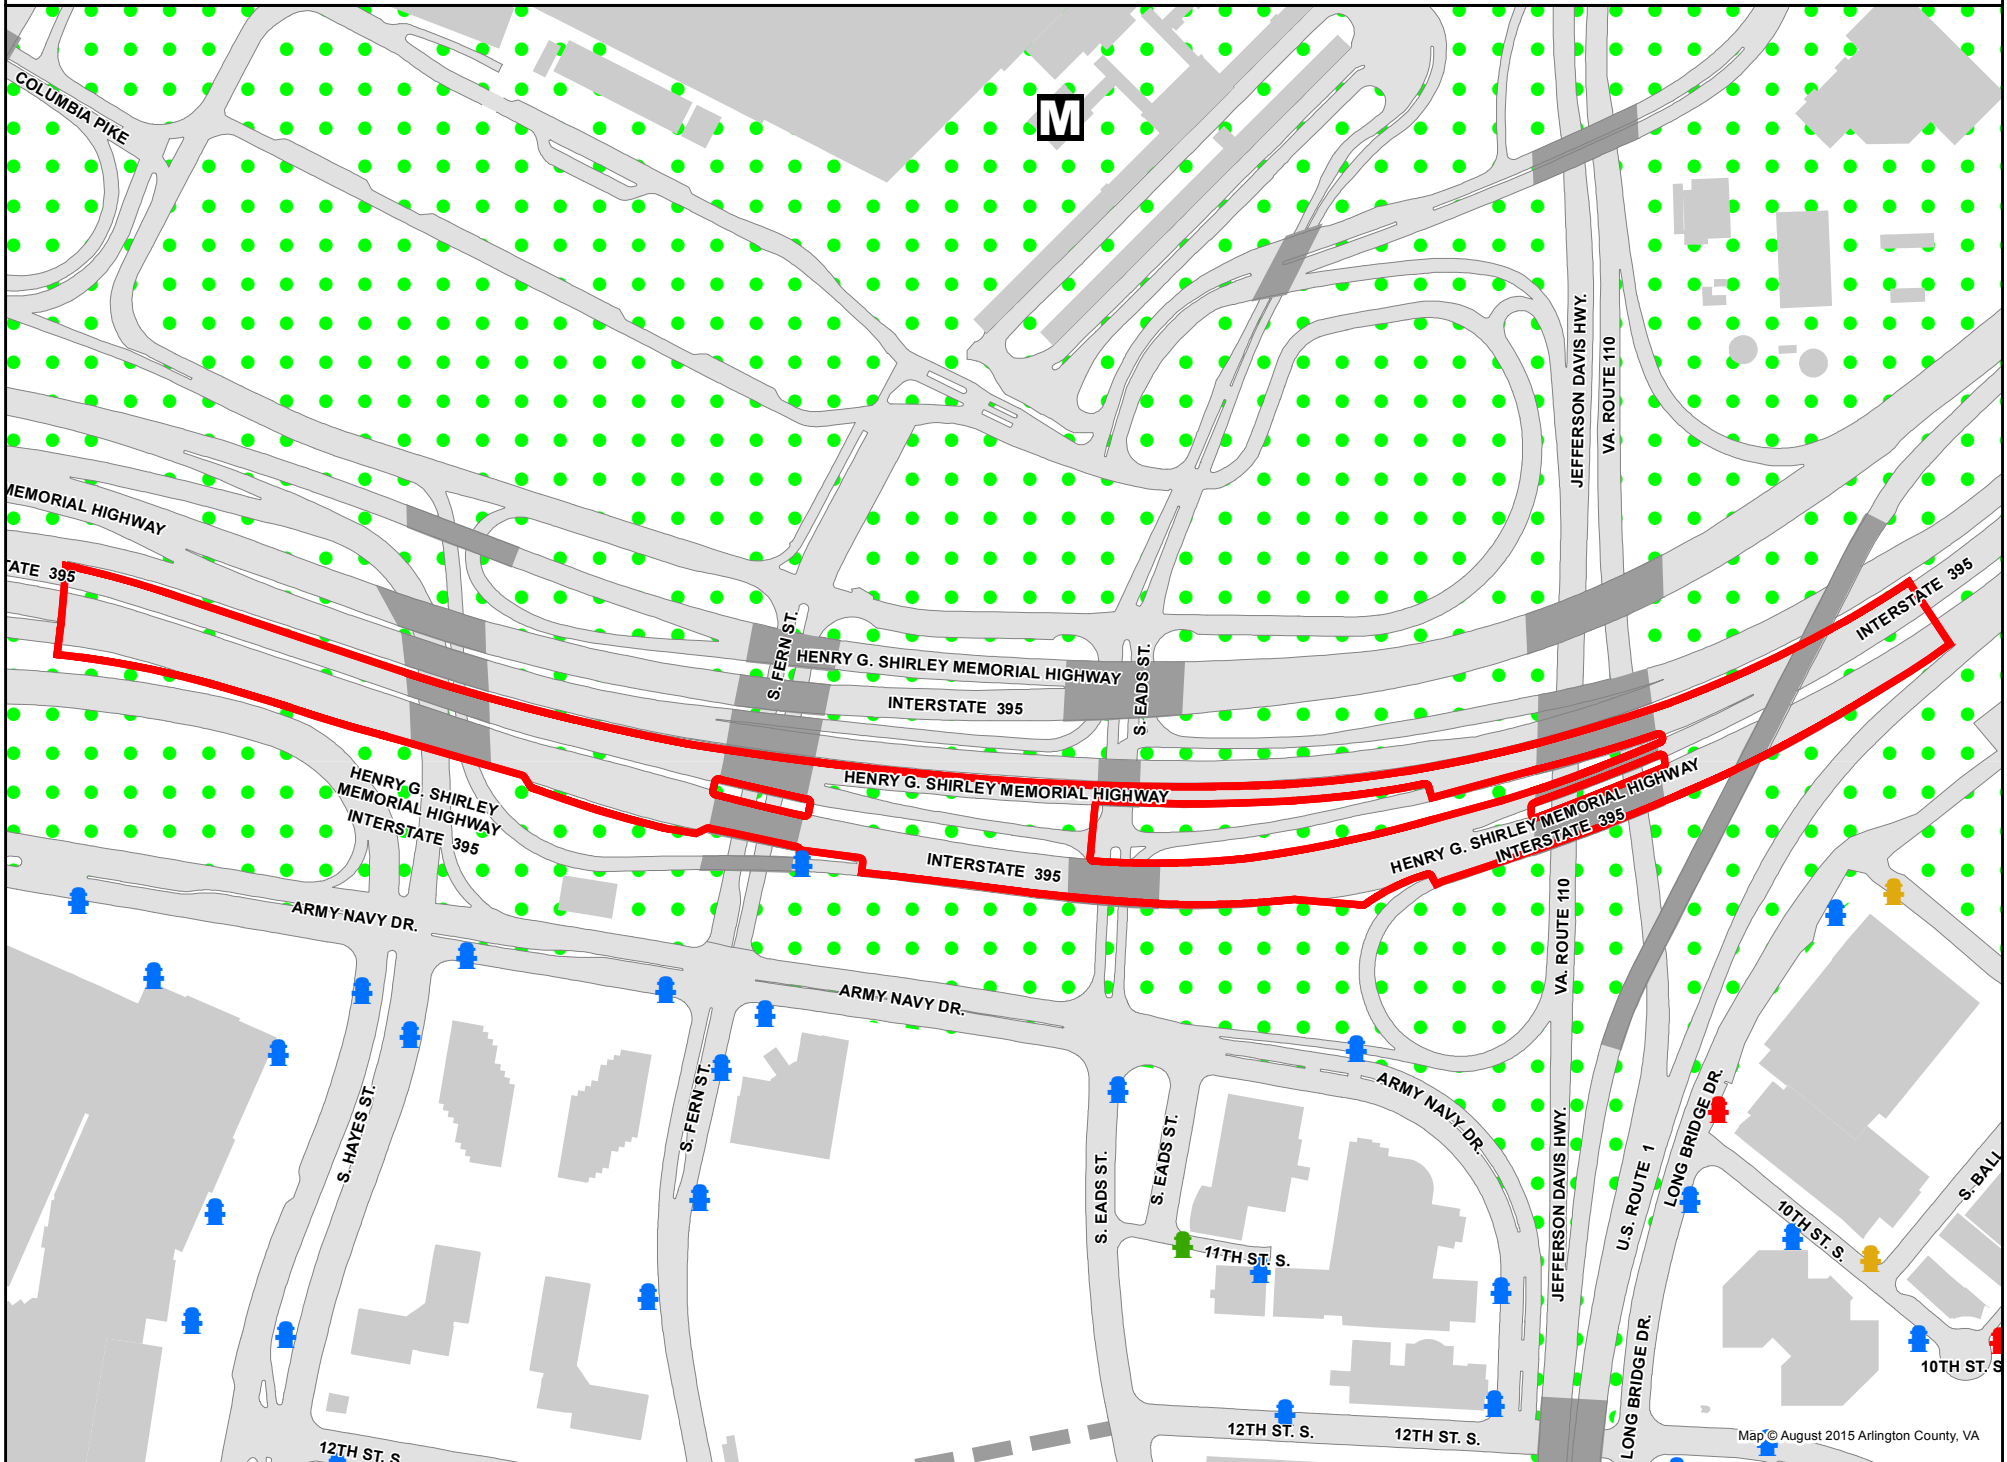 M
COLUMBIA PIKE
JEFFERSON DAVIS HWY.
VA. ROUTE 110
MEMORIAL HIGHWAY
TATE 395
S. FERN ST.
HENRY G. SHIRLEY MEMORIAL HIGHWAY
S. EADS ST.
INTERSTATE 395
INTERSTATE 395
HENRY G. SHIRLEY MEMORIAL HIGHWAY
HENRY G. SHIRLEY
MEMORIAL HIGHWAY
INTERSTATE 395
HENRY G. SHIRLEY MEMORIAL HIGHWAY
INTERSTATE 395
INTERSTATE 395
ARMY NAVY DR.
VA. ROUTE 110
ARMY NAVY DR.
ARMY NAVY DR.
S. HAYES ST.
S. FERN ST.
S. EADS ST.
S. EADS ST.
JEFFERSON DAVIS HWY.
U.S. ROUTE 1
LONG BRIDGE DR.
S. BALL
10TH ST. S.
11TH ST. S.
10TH ST. S
LONG BRIDGE DR.
12TH ST. S.
12TH ST. S.
12TH ST. S.
Map © August 2015 Arlington County, VA